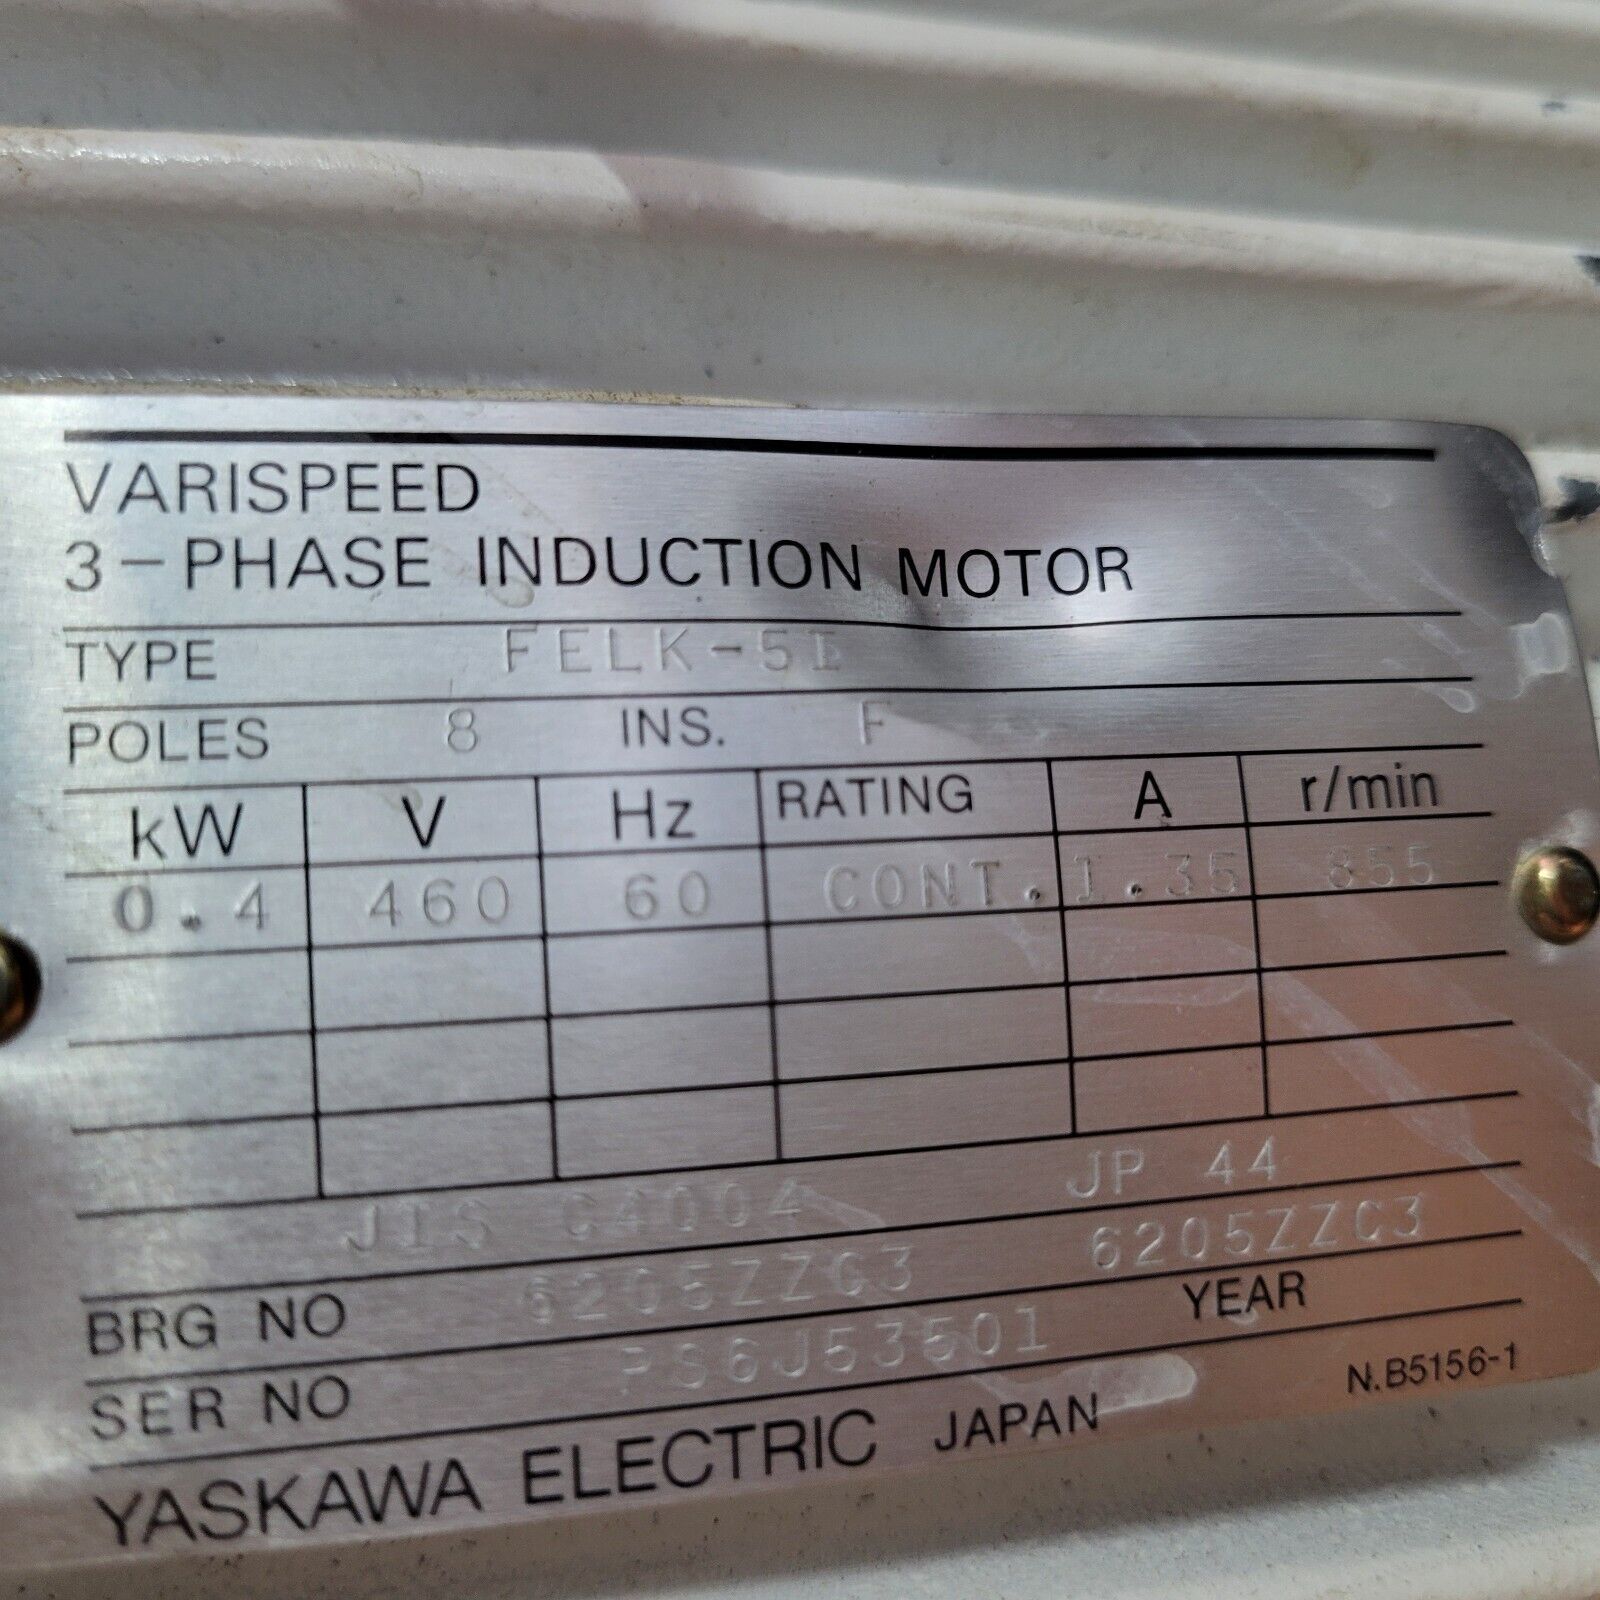 VARISPEED
3-PHASE INDUCTION MOTOR
TYPE FELK-5I
POLES 8 INS. F
kW V Hz RATING A r/min
0.4 460 60 CONT. 1.35 855
JIS C4004 JP 44
BRG NO 6205ZZC3 6205ZZC3
SER NO PS6J53501 YEAR
YASKAWA ELECTRIC JAPAN N.B5156-1